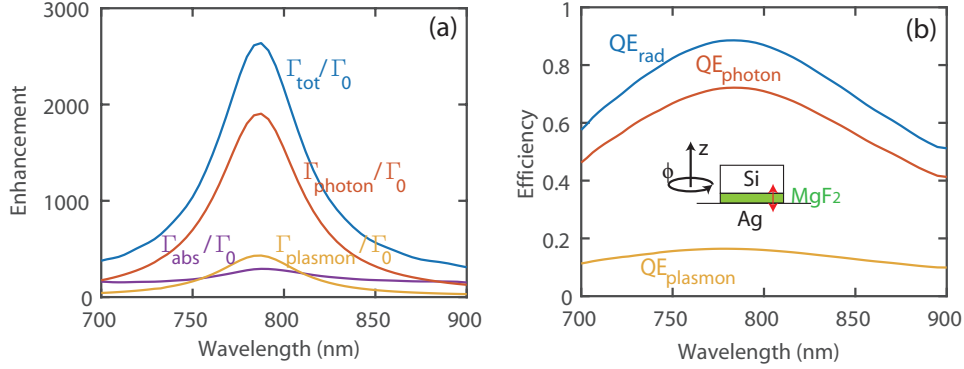 (a)
Enhancement
3000
2000
1000
0
Γtot/Γ0
Γphoton/Γ0
Γabs/Γ0
Γplasmon/Γ0
700 750 800 850 900
Wavelength (nm)
(b)
Efficiency
1
0.8
0.6
0.4
0.2
0
QErad
QEphoton
ϕ
z
Si
MgF2
Ag
QEplasmon
700 750 800 850 900
Wavelength (nm)